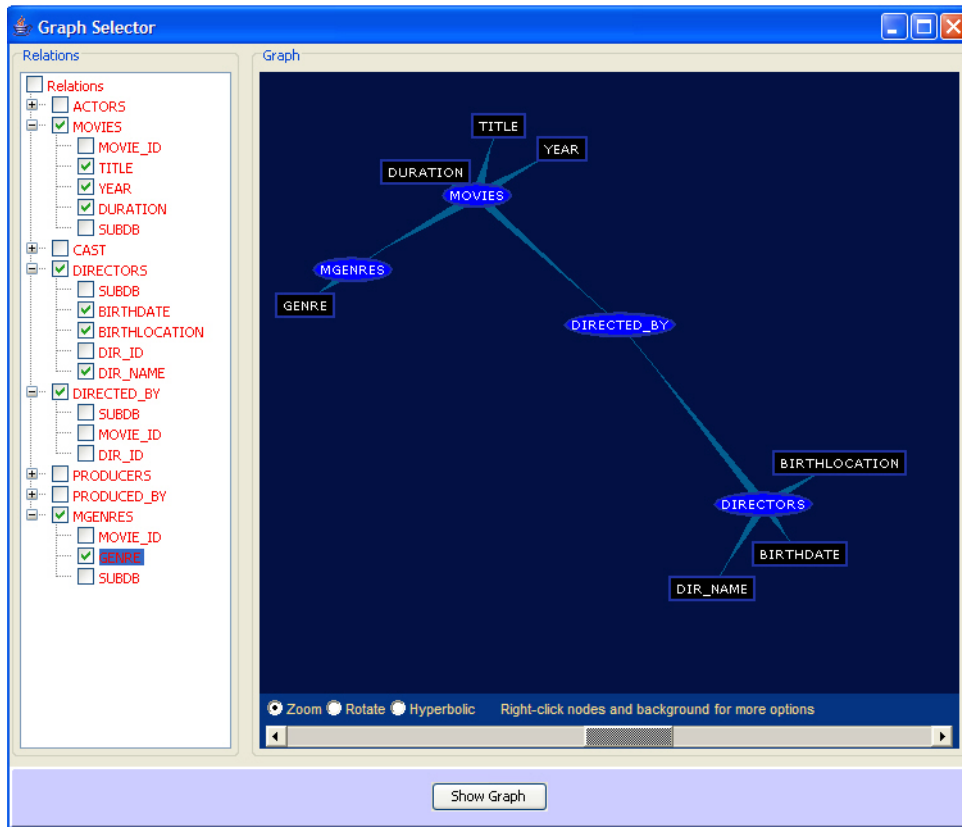 Graph Selector
Relations
Relations
ACTORS
MOVIES
MOVIE_ID
TITLE
YEAR
DURATION
SUBDB
CAST
DIRECTORS
SUBDB
BIRTHDATE
BIRTHLOCATION
DIR_ID
DIR_NAME
DIRECTED_BY
SUBDB
MOVIE_ID
DIR_ID
PRODUCERS
PRODUCED_BY
MGENRES
MOVIE_ID
GENRE
SUBDB
Graph
TITLE
YEAR
DURATION
MOVIES
MGENRES
GENRE
DIRECTED_BY
BIRTHLOCATION
DIRECTORS
BIRTHDATE
DIR_NAME
Zoom Rotate Hyperbolic Right-click nodes and background for more options
Show Graph